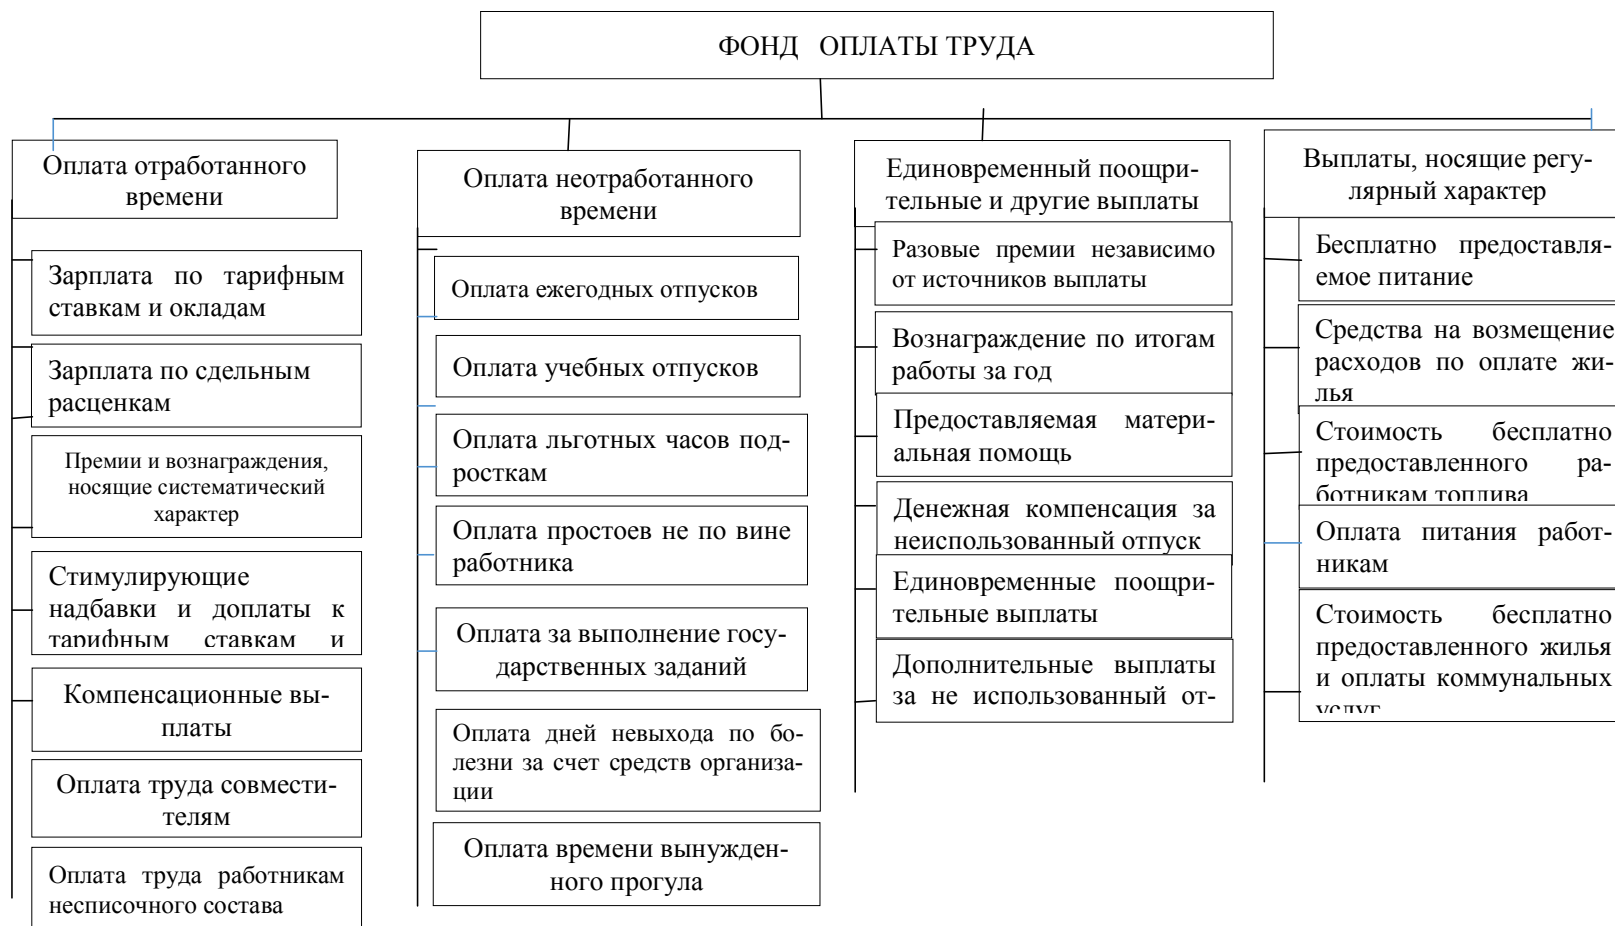 ФОНД ОПЛАТЫ ТРУДА
Оплата отработанного
времени
Зарплата по тарифным
ставкам и окладам
Зарплата по сдельным
расценкам
Премии и вознаграждения,
носящие систематический
характер
Стимулирующие
надбавки и доплаты к
тарифным ставкам и
Компенсационные вы-
платы
Оплата труда совмести-
телям
Оплата труда работникам
несписочного состава
Оплата неотработанного
времени
Оплата ежегодных отпусков
Оплата учебных отпусков
Оплата льготных часов под-
росткам
Оплата простоев не по вине
работника
Оплата за выполнение госу-
дарственных заданий
Оплата дней невыхода по бо-
лезни за счет средств организа-
ции
Оплата времени вынужден-
ного прогула
Единовременный поощри-
тельные и другие выплаты
Разовые премии независимо
от источников выплаты
Вознаграждение по итогам
работы за год
Предоставляемая матери-
альная помощь
Денежная компенсация за
неиспользованный отпуск
Единовременные поощри-
тельные выплаты
Дополнительные выплаты
за не использованный от-
Выплаты, носящие регу-
лярный характер
Бесплатно предоставля-
емое питание
Средства на возмещение
расходов по оплате жи-
лья
Стоимость бесплатно
предоставленного ра-
ботникам топлива
Оплата питания работ-
никам
Стоимость бесплатно
предоставленного жилья
и оплаты коммунальных
услуг